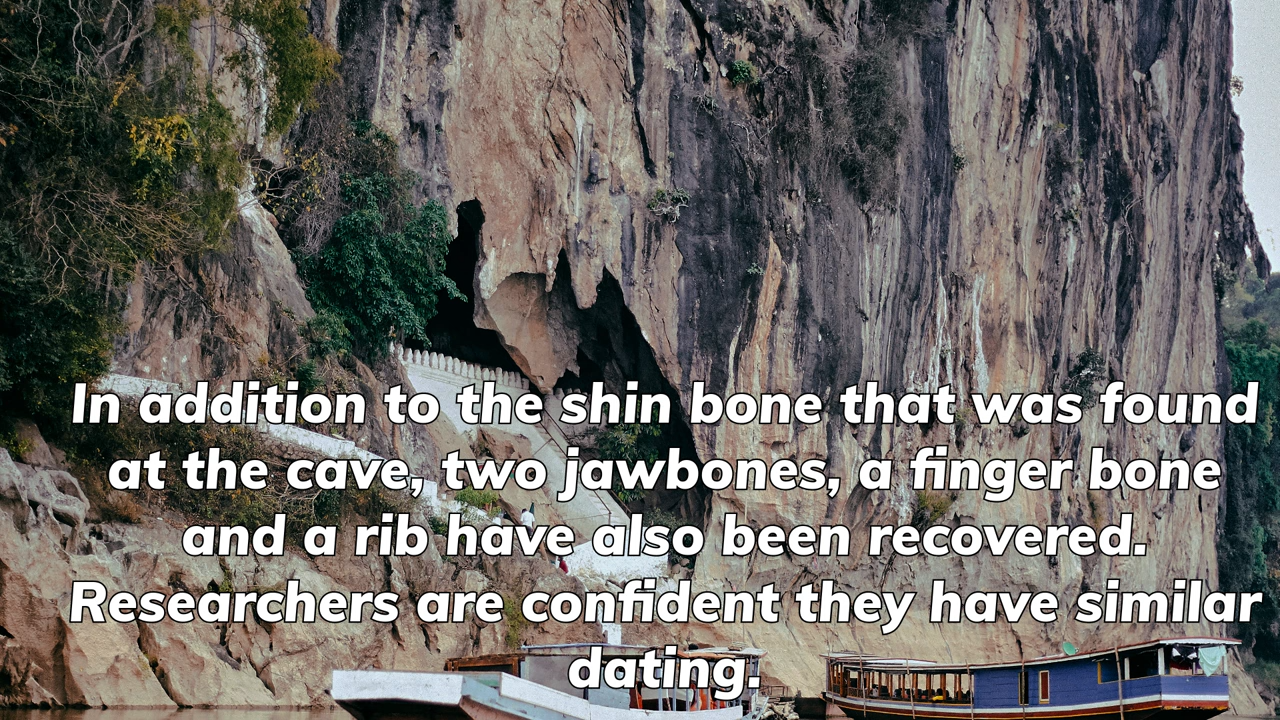 In addition to the shin bone that was found
at the cave, two jawbones, a finger bone
and a rib have also been recovered.
Researchers are confident they have similar
dating.